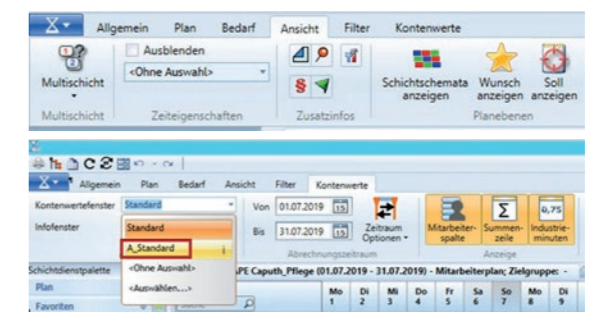 X Allgemein Plan Bedarf Ansicht Filter Kontenwerte
Ausblenden
<Ohne Auswahl>
Multischicht
Schichtschemata anzeigen
Wunsch anzeigen
Soll anzeigen
Multischicht Zeiteigenschaften Zusatzinfos Planebenen
X Allgemein Plan Bedarf Ansicht Filter Kontenwerte
Kontenwertefenster Standard Von 01.07.2019 15
Infofenster Standard Bis 31.07.2019 15
Zeitraum Optionen
Mitarbeiter-spalte
Σ Summen-zeile
0,75 Industrie-minuten
A_Standard
Abrechnungszeitraum Anzeige
Schichtdienstpalette <Ohne Auswahl> PE Caputh_Pflege (01.07.2019 - 31.07.2019) - Mitarbeiterplan; Zielgruppe: -
Plan <Auswählen...>
Favoriten
Mo Di Mi Do Fr Sa So Mo Di
1 2 3 4 5 6 7 8 9